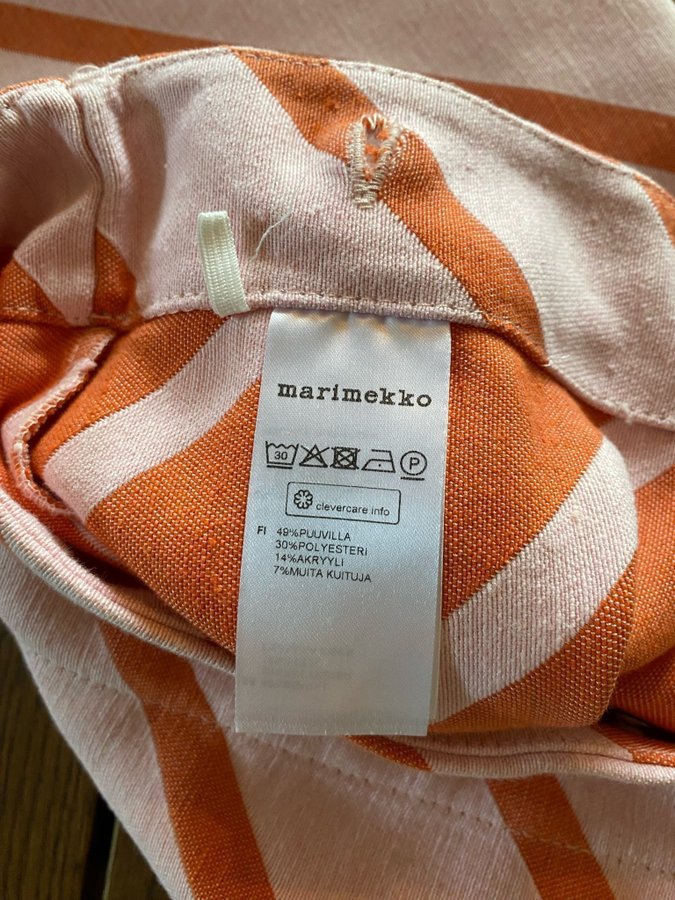 marimekko
30
P
clevercare info
FI 49%PUUVILLA
30%POLYESTERI
14%AKRYYLI
7%MUITA KUITUJA